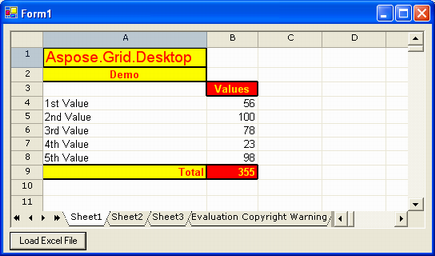 Form1
A B C D
1 Aspose.Grid.Desktop
2 Demo
3 Values
4 1st Value 56
5 2nd Value 100
6 3rd Value 78
7 4th Value 23
8 5th Value 98
9 Total 355
10
11
Sheet1 Sheet2 Sheet3 Evaluation Copyright Warning
Load Excel File